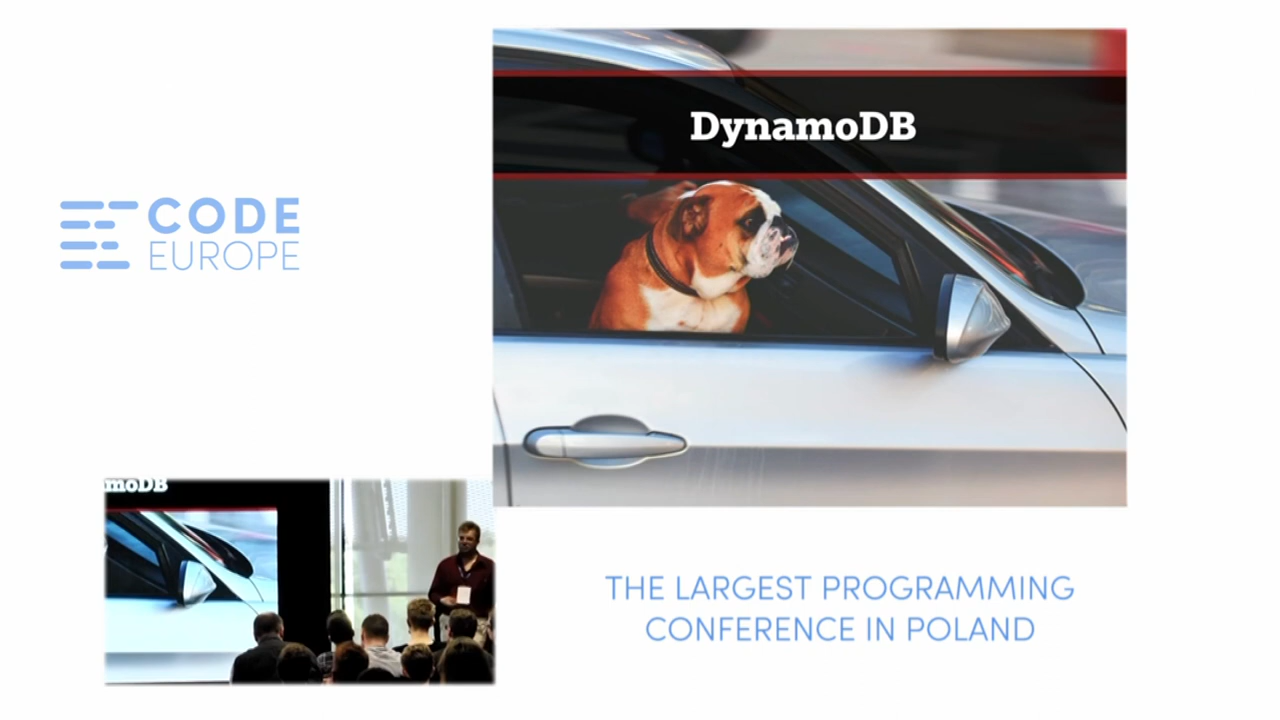 DynamoDB
CODE
EUROPE
moDB
THE LARGEST PROGRAMMING
CONFERENCE IN POLAND